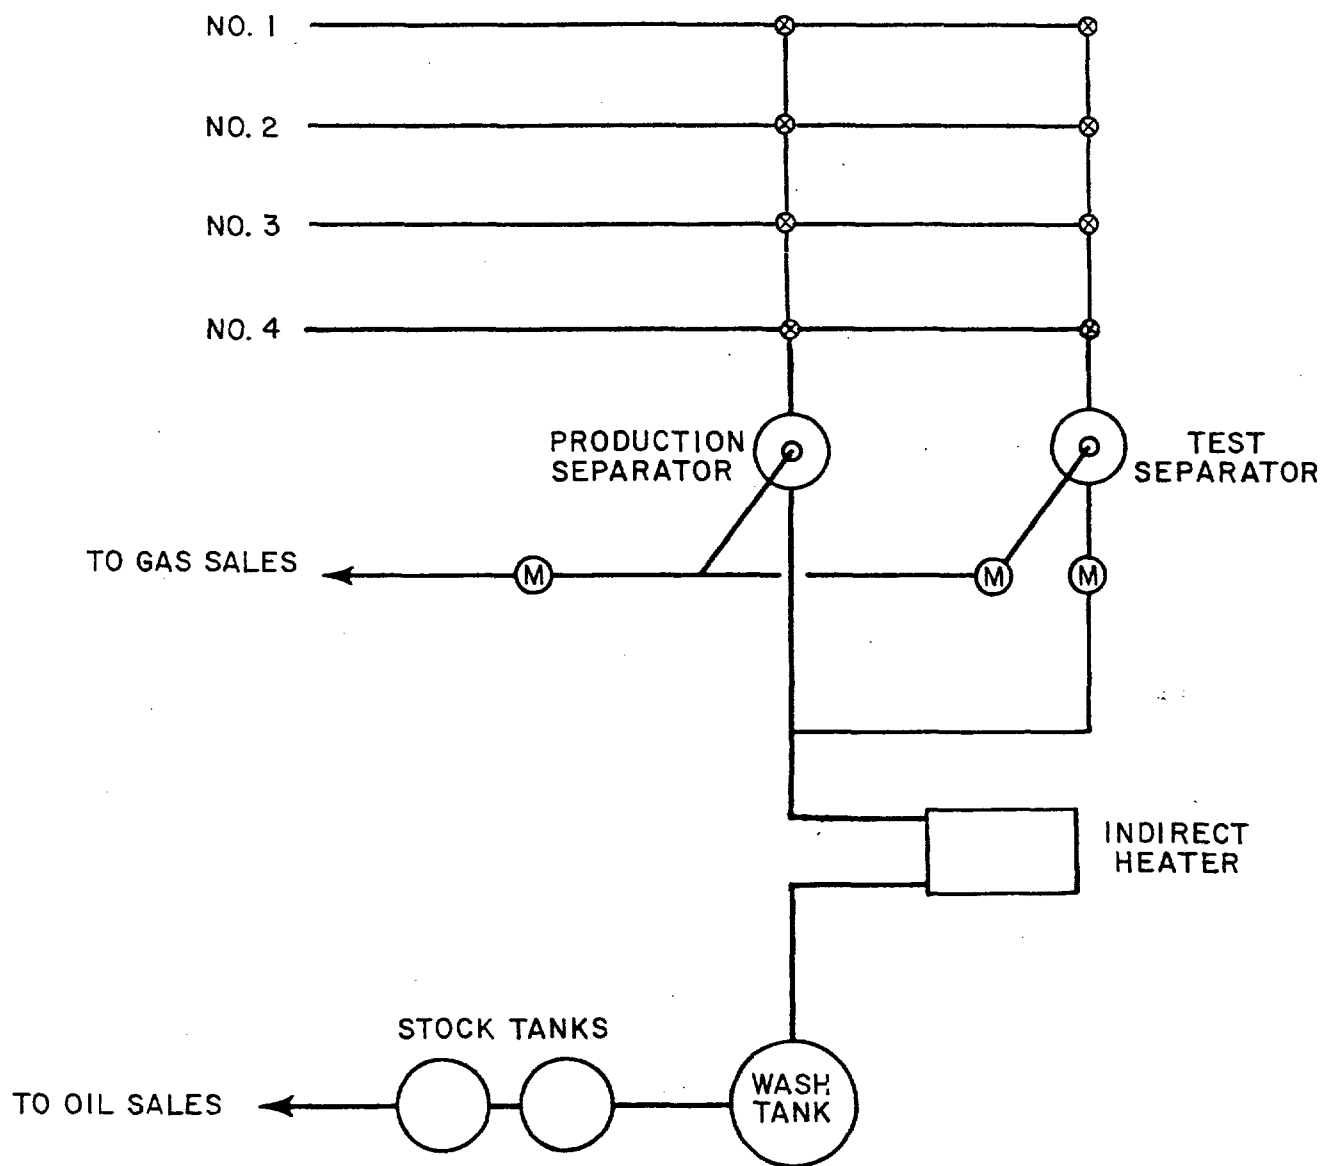 NO. 1
NO. 2
NO. 3
NO. 4
PRODUCTION
SEPARATOR
TEST
SEPARATOR
TO GAS SALES
M
M
M
INDIRECT
HEATER
STOCK TANKS
TO OIL SALES
WASH
TANK